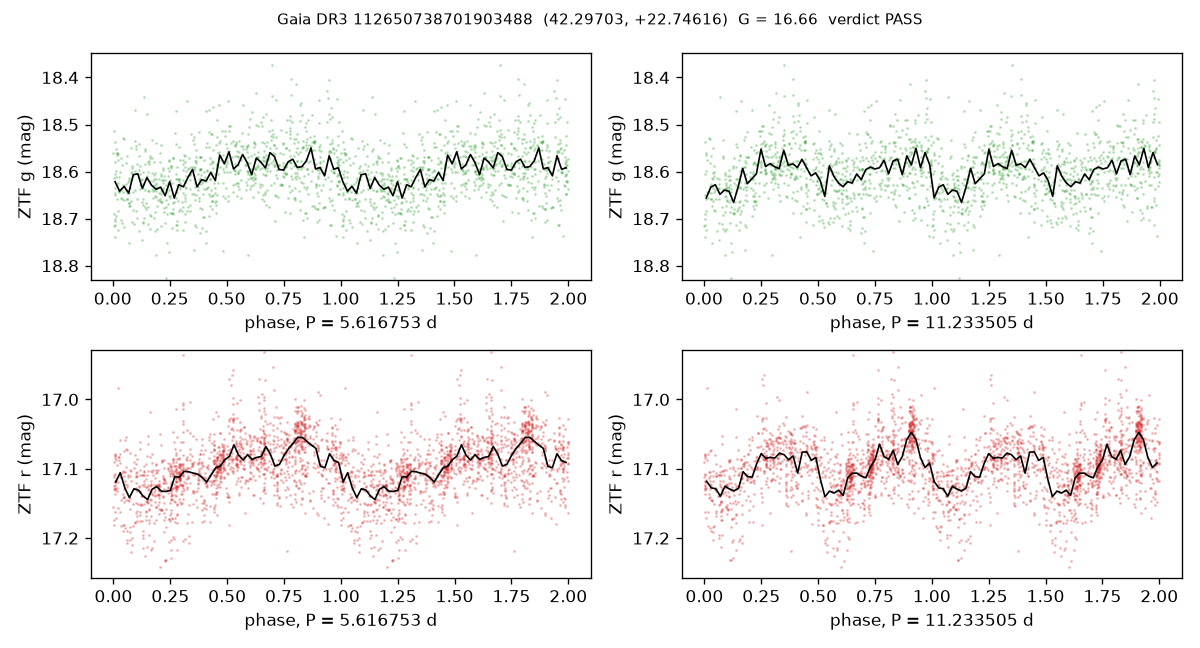 Gaia DR3 112650738701903488 (42.29703, +22.74616) G = 16.66 verdict PASS
ZTF g (mag)
18.4
18.5
18.6
18.7
18.8
0.00 0.25 0.50 0.75 1.00 1.25 1.50 1.75 2.00
phase, P = 5.616753 d
ZTF g (mag)
18.4
18.5
18.6
18.7
18.8
0.00 0.25 0.50 0.75 1.00 1.25 1.50 1.75 2.00
phase, P = 11.233505 d
ZTF r (mag)
17.0
17.1
17.2
0.00 0.25 0.50 0.75 1.00 1.25 1.50 1.75 2.00
phase, P = 5.616753 d
ZTF r (mag)
17.0
17.1
17.2
0.00 0.25 0.50 0.75 1.00 1.25 1.50 1.75 2.00
phase, P = 11.233505 d